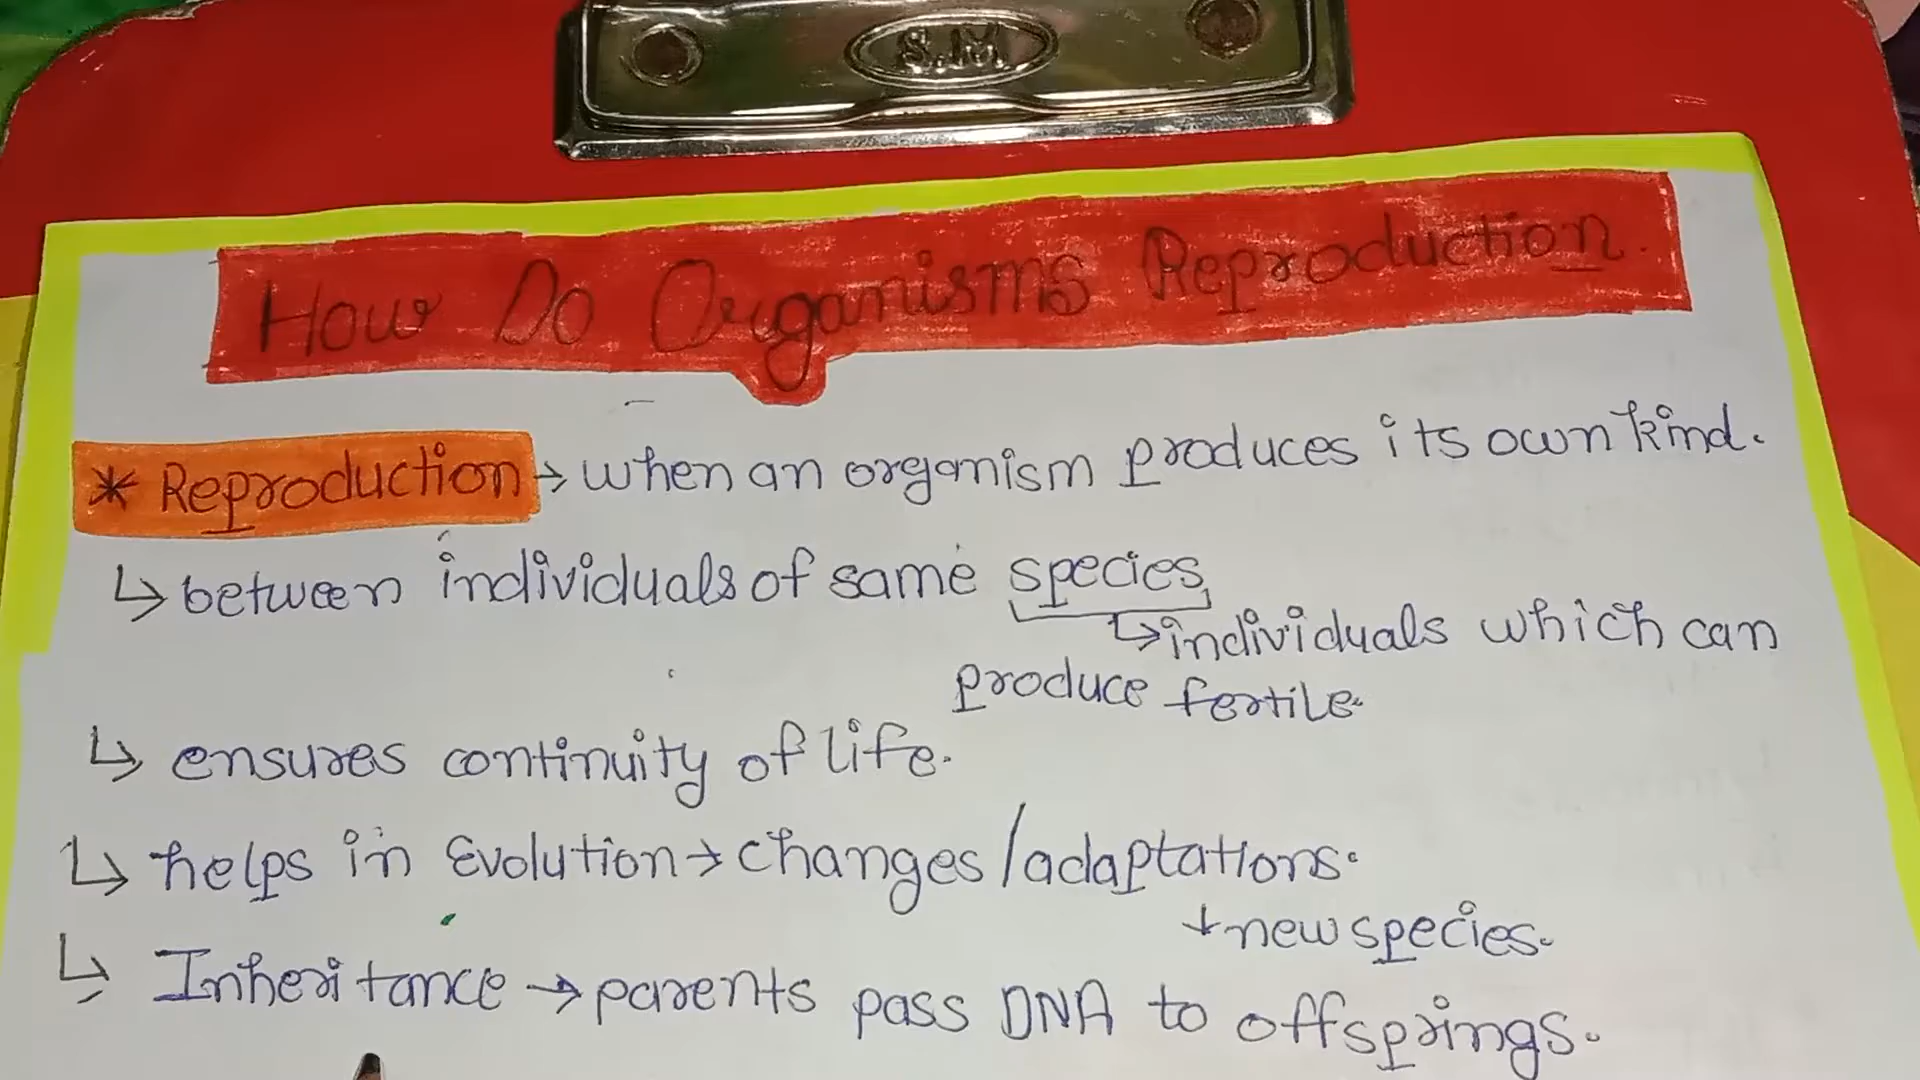 S.M
How Do Organisms Reproduction.
* Reproduction → when an organism produces its own kind.
↳ between individuals of same species
↳ individuals which can
produce fertile.
↳ ensures continuity of life.
↳ helps in Evolution → changes/adaptations.
↓ new species.
↳ Inheritance → parents pass DNA to offsprings.